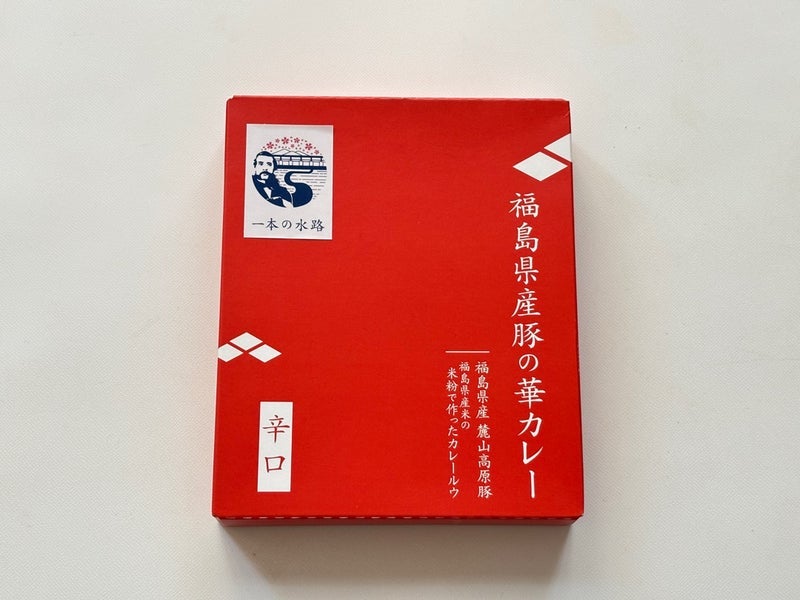 一本の水路
福島県産豚の華カレー
福島県産 麓山高原豚
福島県産米の
米粉で作ったカレールウ
辛口